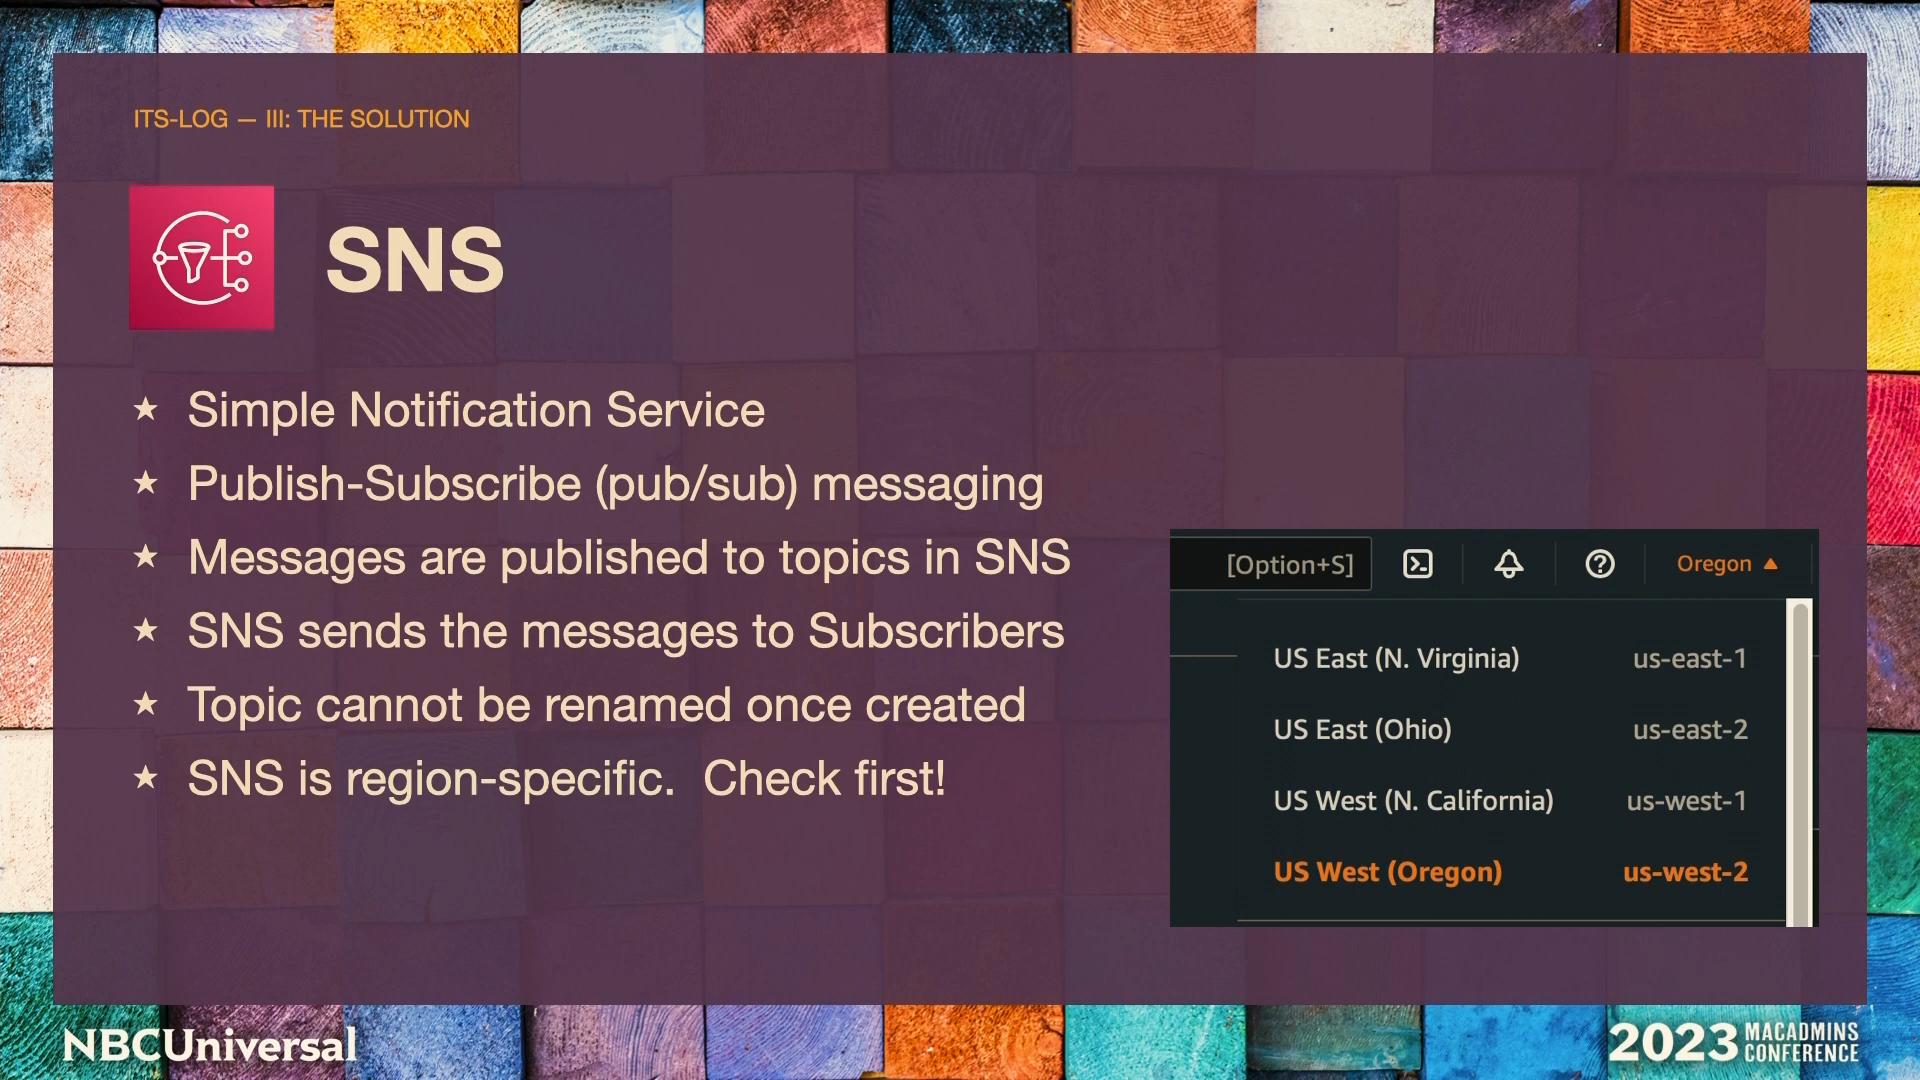 ITS-LOG — III: THE SOLUTION
SNS
★ Simple Notification Service
★ Publish-Subscribe (pub/sub) messaging
★ Messages are published to topics in SNS
★ SNS sends the messages to Subscribers
★ Topic cannot be renamed once created
★ SNS is region-specific.  Check first!
[Option+S] Oregon ▲
US East (N. Virginia) us-east-1
US East (Ohio) us-east-2
US West (N. California) us-west-1
US West (Oregon) us-west-2
NBCUniversal
2023 MACADMINS
CONFERENCE